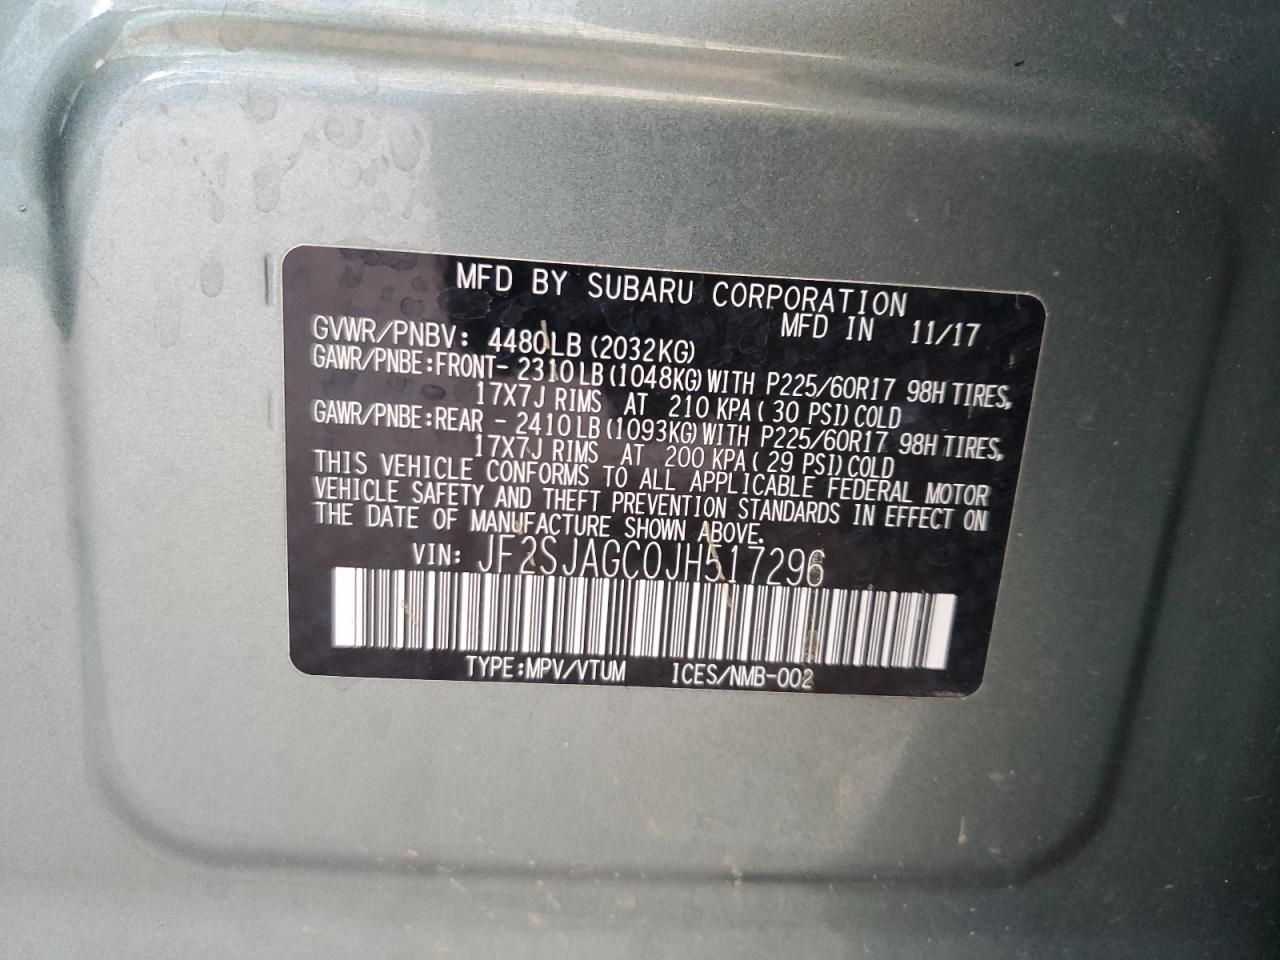 MFD BY SUBARU CORPORATION
MFD IN 11/17
GVWR/PNBV: 4480LB (2032KG)
GAWR/PNBE:FRONT- 2310LB (1048KG) WITH P225/60R17 98H TIRES,
17X7J RIMS AT 210 KPA ( 30 PSI) COLD
GAWR/PNBE:REAR - 2410LB (1093KG) WITH P225/60R17 98H TIRES,
17X7J RIMS AT 200 KPA ( 29 PSI) COLD
THIS VEHICLE CONFORMS TO ALL APPLICABLE FEDERAL MOTOR
VEHICLE SAFETY AND THEFT PREVENTION STANDARDS IN EFFECT ON
THE DATE OF MANUFACTURE SHOWN ABOVE.
VIN: JF2SJAGC0JH517296
TYPE:MPV/VTUM ICES/NMB-002